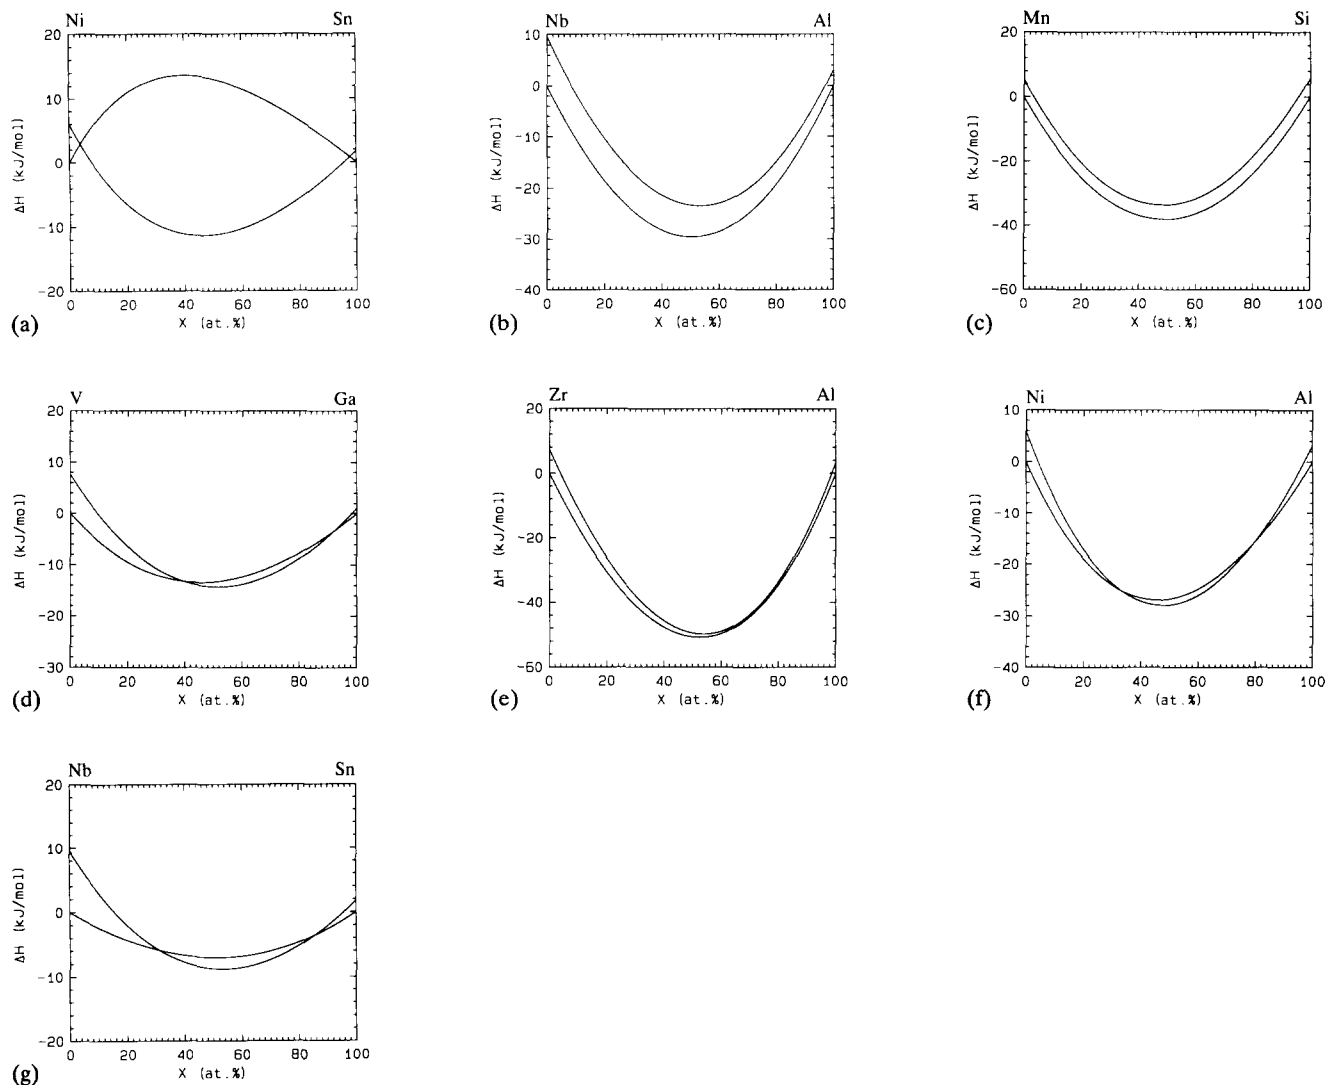 Ni Sn
20
10
0
-10
-20
ΔH (kJ/mol)
0 20 40 60 80 100
X (at.%)
(a)
Nb Al
10
0
-10
-20
-30
-40
ΔH (kJ/mol)
0 20 40 60 80 100
X (at.%)
(b)
Mn Si
20
0
-20
-40
-60
ΔH (kJ/mol)
0 20 40 60 80 100
X (at.%)
(c)
V Ga
20
10
0
-10
-20
-30
ΔH (kJ/mol)
0 20 40 60 80 100
X (at.%)
(d)
Zr Al
20
0
-20
-40
-60
ΔH (kJ/mol)
0 20 40 60 80 100
X (at.%)
(e)
Ni Al
10
0
-10
-20
-30
-40
ΔH (kJ/mol)
0 20 40 60 80 100
X (at.%)
(f)
Nb Sn
20
10
0
-10
-20
ΔH (kJ/mol)
0 20 40 60 80 100
X (at.%)
(g)